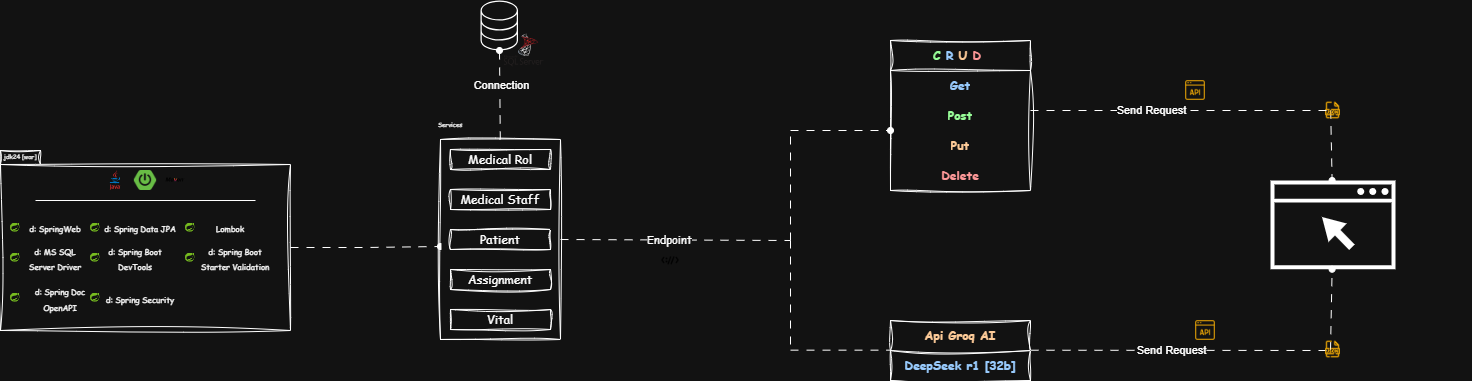 SQL Server
Connection
Services
Medical Rol
Medical Staff
Patient
Assignment
Vital
jdk24 [war]
Java
d: SpringWeb
d: Spring Data JPA
Lombok
d: MS SQL
Server Driver
d: Spring Boot
DevTools
d: Spring Boot
Starter Validation
d: Spring Doc
OpenAPI
d: Spring Security
Endpoint
C R U D
Get
Post
Put
Delete
API
Send Request
Api Groq AI
DeepSeek r1 [32b]
API
Send Request